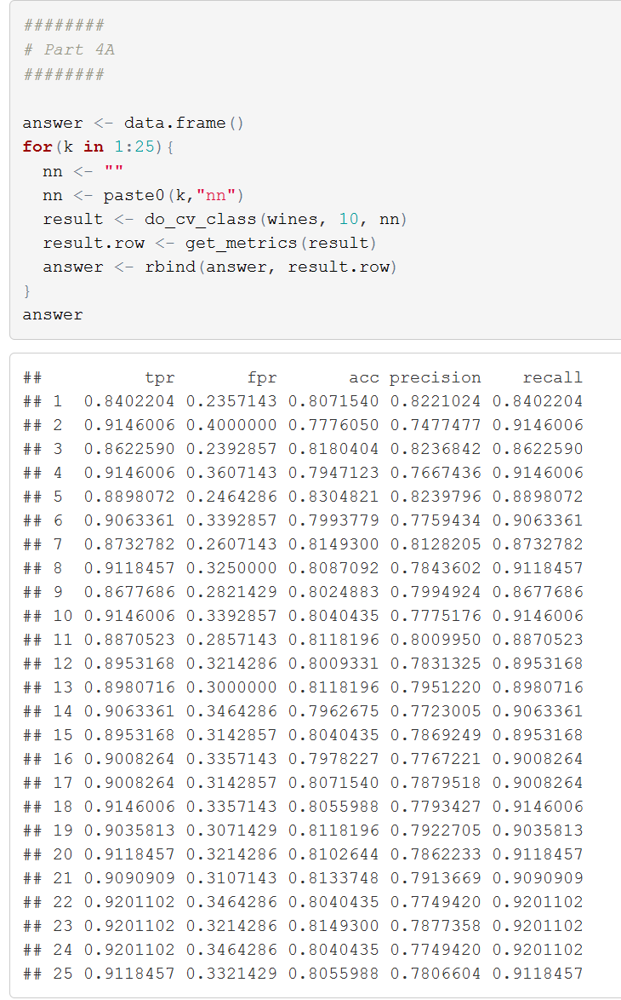 ########
# Part 4A
########
answer <- data.frame()
for(k in 1:25){
  nn <- ""
  nn <- paste0(k,"nn")
  result <- do_cv_class(wines, 10, nn)
  result.row <- get_metrics(result)
  answer <- rbind(answer, result.row)
}
answer
##          tpr       fpr       acc precision    recall
## 1  0.8402204 0.2357143 0.8071540 0.8221024 0.8402204
## 2  0.9146006 0.4000000 0.7776050 0.7477477 0.9146006
## 3  0.8622590 0.2392857 0.8180404 0.8236842 0.8622590
## 4  0.9146006 0.3607143 0.7947123 0.7667436 0.9146006
## 5  0.8898072 0.2464286 0.8304821 0.8239796 0.8898072
## 6  0.9063361 0.3392857 0.7993779 0.7759434 0.9063361
## 7  0.8732782 0.2607143 0.8149300 0.8128205 0.8732782
## 8  0.9118457 0.3250000 0.8087092 0.7843602 0.9118457
## 9  0.8677686 0.2821429 0.8024883 0.7994924 0.8677686
## 10 0.9146006 0.3392857 0.8040435 0.7775176 0.9146006
## 11 0.8870523 0.2857143 0.8118196 0.8009950 0.8870523
## 12 0.8953168 0.3214286 0.8009331 0.7831325 0.8953168
## 13 0.8980716 0.3000000 0.8118196 0.7951220 0.8980716
## 14 0.9063361 0.3464286 0.7962675 0.7723005 0.9063361
## 15 0.8953168 0.3142857 0.8040435 0.7869249 0.8953168
## 16 0.9008264 0.3357143 0.7978227 0.7767221 0.9008264
## 17 0.9008264 0.3142857 0.8071540 0.7879518 0.9008264
## 18 0.9146006 0.3357143 0.8055988 0.7793427 0.9146006
## 19 0.9035813 0.3071429 0.8118196 0.7922705 0.9035813
## 20 0.9118457 0.3214286 0.8102644 0.7862233 0.9118457
## 21 0.9090909 0.3107143 0.8133748 0.7913669 0.9090909
## 22 0.9201102 0.3464286 0.8040435 0.7749420 0.9201102
## 23 0.9201102 0.3214286 0.8149300 0.7877358 0.9201102
## 24 0.9201102 0.3464286 0.8040435 0.7749420 0.9201102
## 25 0.9118457 0.3321429 0.8055988 0.7806604 0.9118457